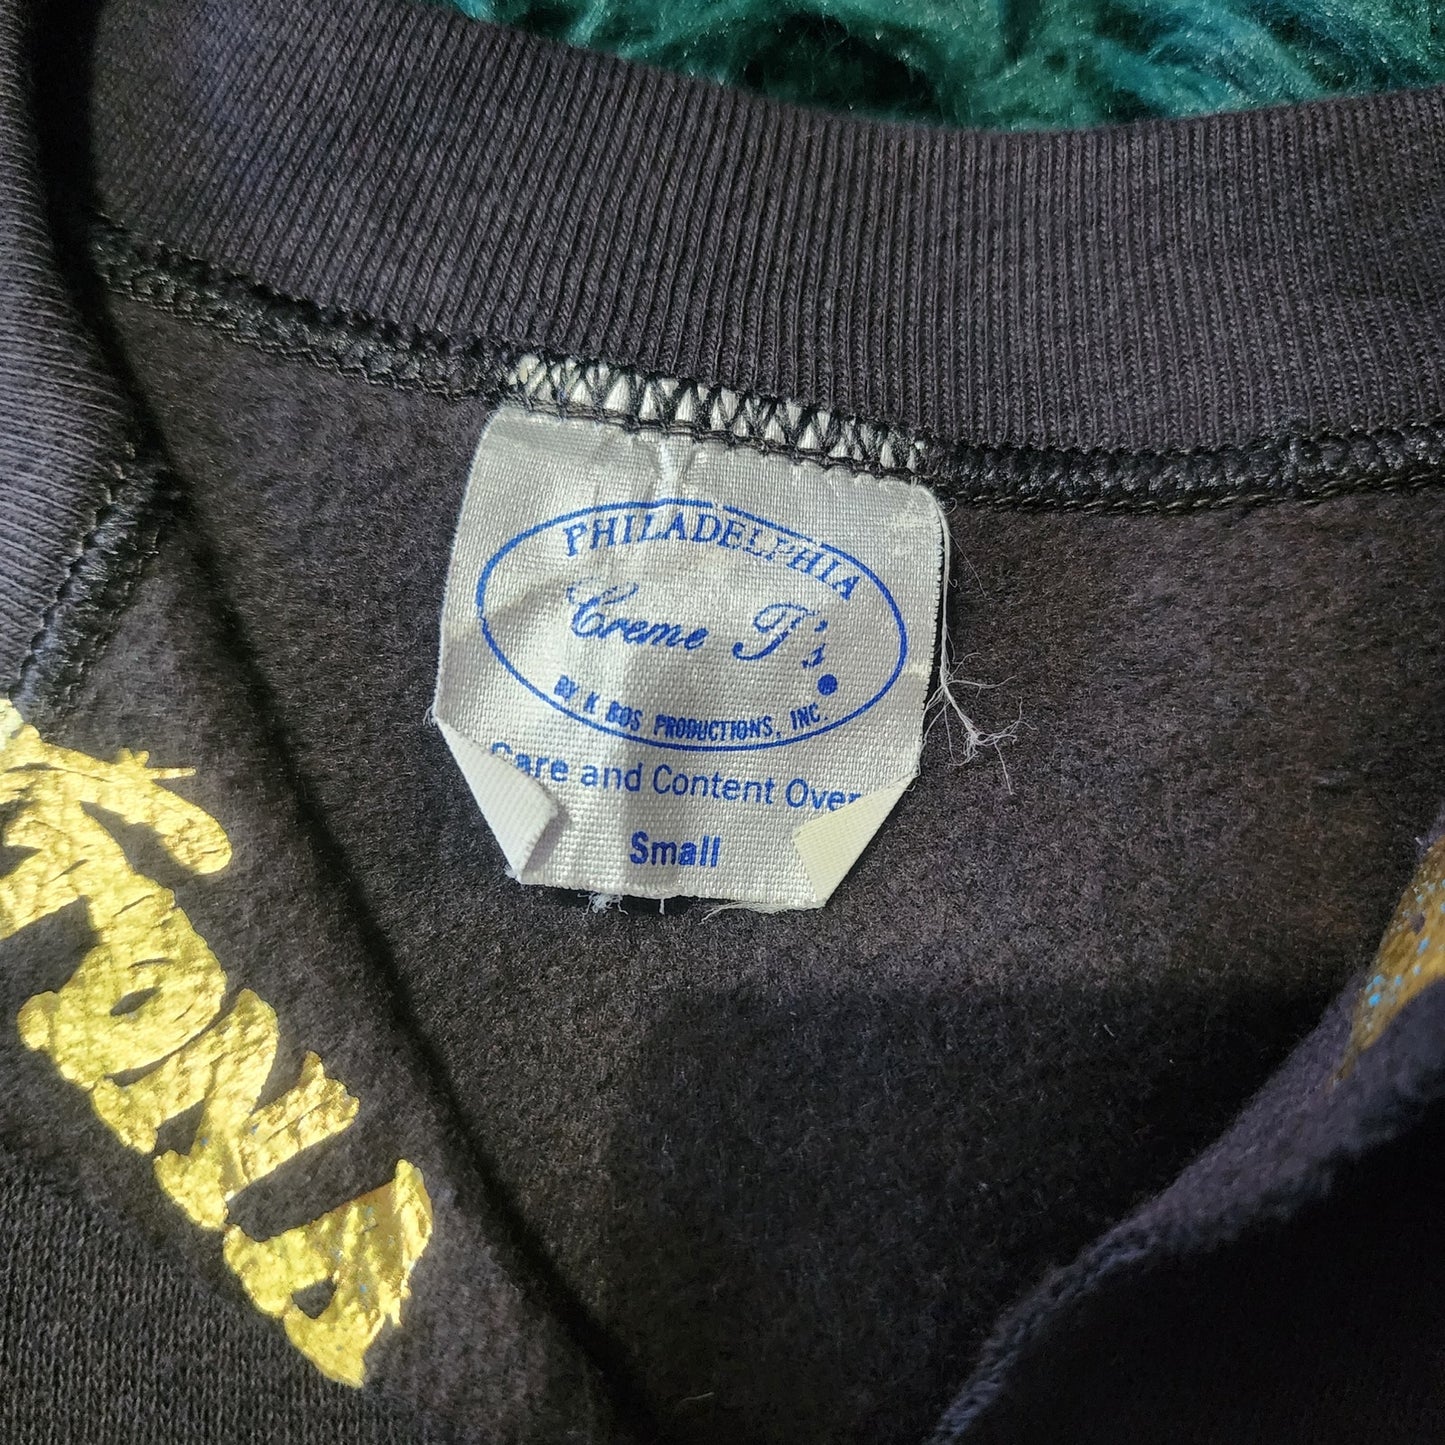 PHILADELPHIA
Creme T's
BY K BOS PRODUCTIONS, INC.
Care and Content Over
Small